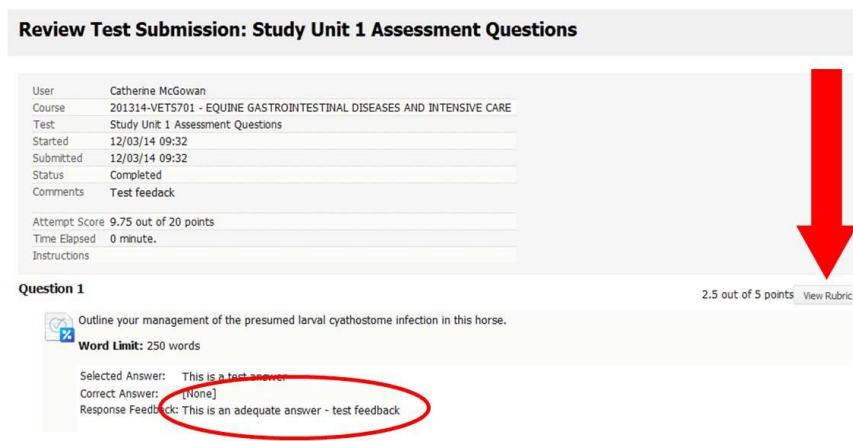 Review Test Submission: Study Unit 1 Assessment Questions
User Catherine McGowan
Course 201314-VETS701 - EQUINE GASTROINTESTINAL DISEASES AND INTENSIVE CARE
Test Study Unit 1 Assessment Questions
Started 12/03/14 09:32
Submitted 12/03/14 09:32
Status Completed
Comments Test feedack
Attempt Score 9.75 out of 20 points
Time Elapsed 0 minute.
Instructions
Question 1
2.5 out of 5 points View Rubric
Outline your management of the presumed larval cyathostome infection in this horse.
Word Limit: 250 words
Selected Answer: This is a test answer
Correct Answer: [None]
Response Feedback: This is an adequate answer - test feedback